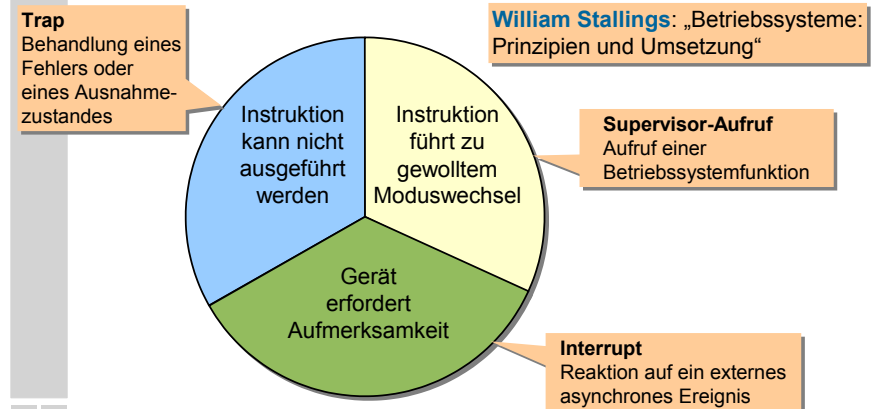 Trap
Behandlung eines
Fehlers oder
eines Ausnahme-
zustandes
William Stallings: „Betriebssysteme:
Prinzipien und Umsetzung“
Instruktion
kann nicht
ausgeführt
werden
Instruktion
führt zu
gewolltem
Moduswechsel
Supervisor-Aufruf
Aufruf einer
Betriebssystemfunktion
Gerät
erfordert
Aufmerksamkeit
Interrupt
Reaktion auf ein externes
asynchrones Ereignis